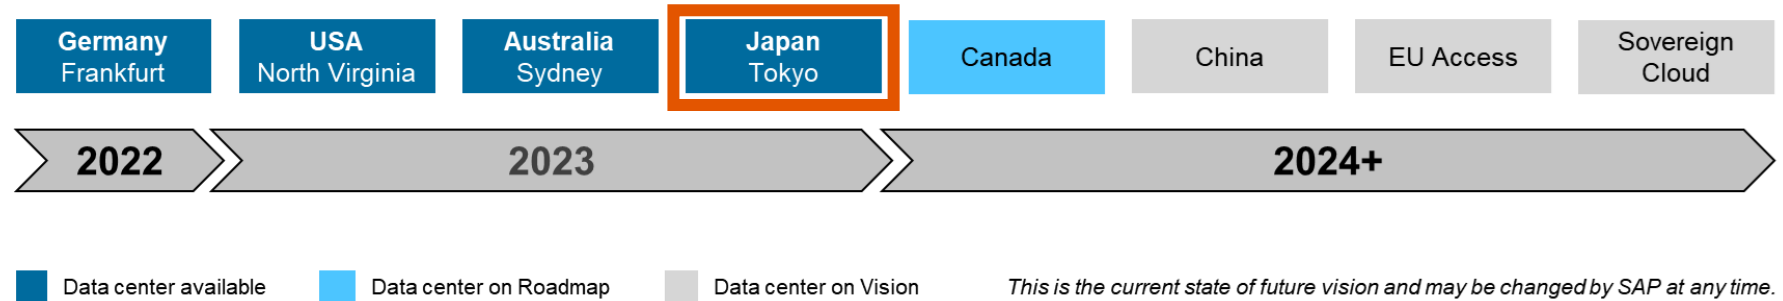 Germany
Frankfurt
USA
North Virginia
Australia
Sydney
Japan
Tokyo
Canada
China
EU Access
Sovereign
Cloud
2022
2023
2024+
Data center available
Data center on Roadmap
Data center on Vision
This is the current state of future vision and may be changed by SAP at any time.